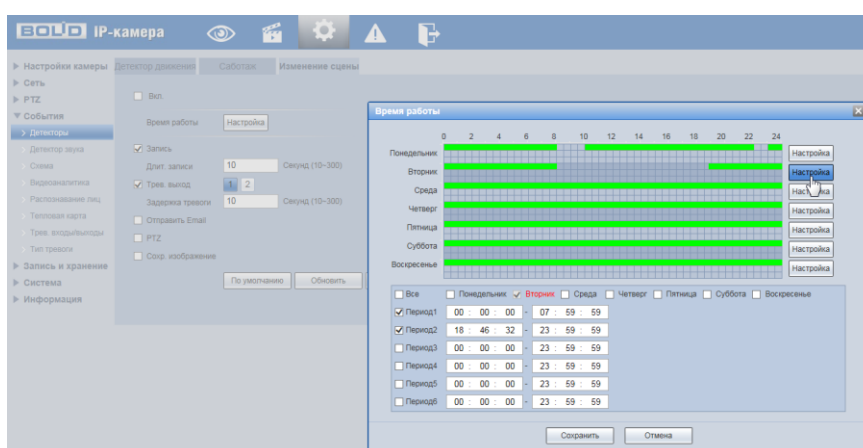 BOLID IP-камера
Настройки камеры
Сеть
PTZ
События
Детекторы
Детектор звука
Схема
Видеоаналитика
Распознавание лиц
Тепловая карта
Трев. входы/выходы
Тип тревоги
Запись и хранение
Система
Информация
Детектор движения Саботаж Изменение сцены
Вкл.
Время работы Настройка
Запись
Длит. записи 10 Секунд (10~300)
Трев. выход 1 2
Задержка тревоги 10 Секунд (10~300)
Отправить Email
PTZ
Сохр. изображение
По умолчанию Обновить
Время работы
0 2 4 6 8 10 12 14 16 18 20 22 24
Понедельник Настройка
Вторник Настройка
Среда Настройка
Четверг Настройка
Пятница Настройка
Суббота Настройка
Воскресенье Настройка
Все Понедельник Вторник Среда Четверг Пятница Суббота Воскресенье
Период1 00 : 00 : 00 - 07 : 59 : 59
Период2 18 : 46 : 32 - 23 : 59 : 59
Период3 00 : 00 : 00 - 23 : 59 : 59
Период4 00 : 00 : 00 - 23 : 59 : 59
Период5 00 : 00 : 00 - 23 : 59 : 59
Период6 00 : 00 : 00 - 23 : 59 : 59
Сохранить Отмена